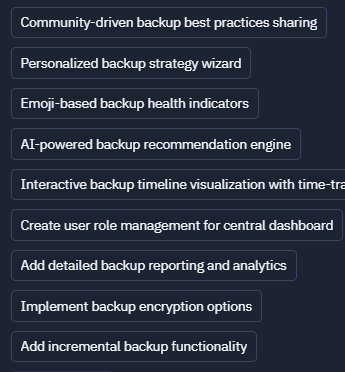 Community-driven backup best practices sharing
Personalized backup strategy wizard
Emoji-based backup health indicators
AI-powered backup recommendation engine
Interactive backup timeline visualization with
Create user role management for central dashboard
Add detailed backup reporting and analytics
Implement backup encryption options
Add incremental backup functionality